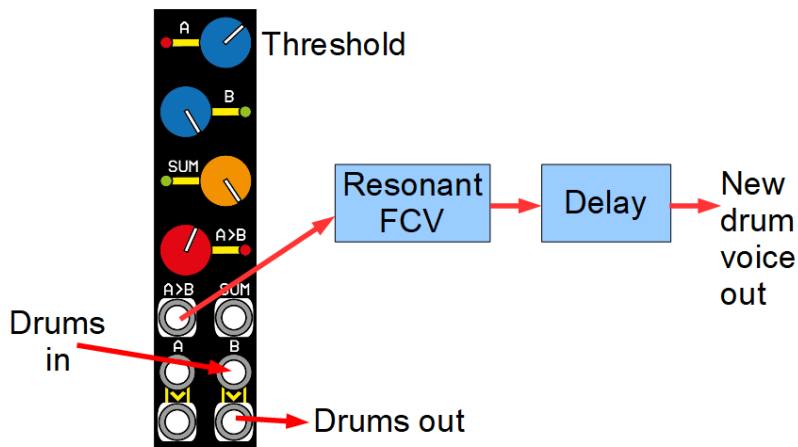 A
Threshold
B
SUM
A>B
A>B
SUM
Drums
in
A
B
Drums out
Resonant
FCV
Delay
New
drum
voice
out